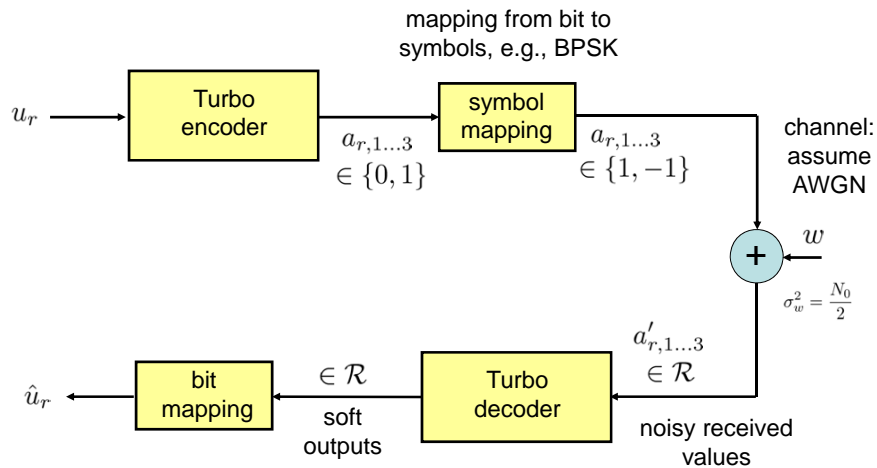 mapping from bit to
symbols, e.g., BPSK
u_r
Turbo
encoder
a_{r,1...3}
∈ {0, 1}
symbol
mapping
a_{r,1...3}
∈ {1, −1}
channel:
assume
AWGN
+
w
σ_w^2 = N_0/2
û_r
bit
mapping
∈ ℛ
soft
outputs
Turbo
decoder
a'_{r,1...3}
∈ ℛ
noisy received
values